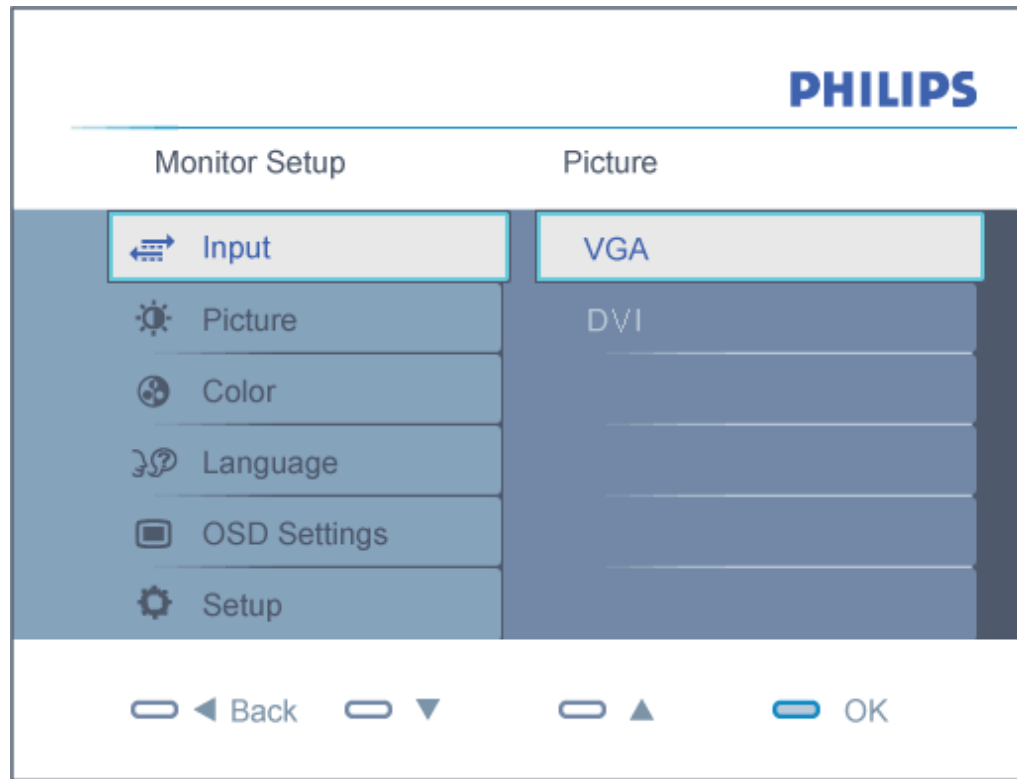 PHILIPS
Monitor Setup Picture
Input VGA
Picture DVI
Color
Language
OSD Settings
Setup
Back OK